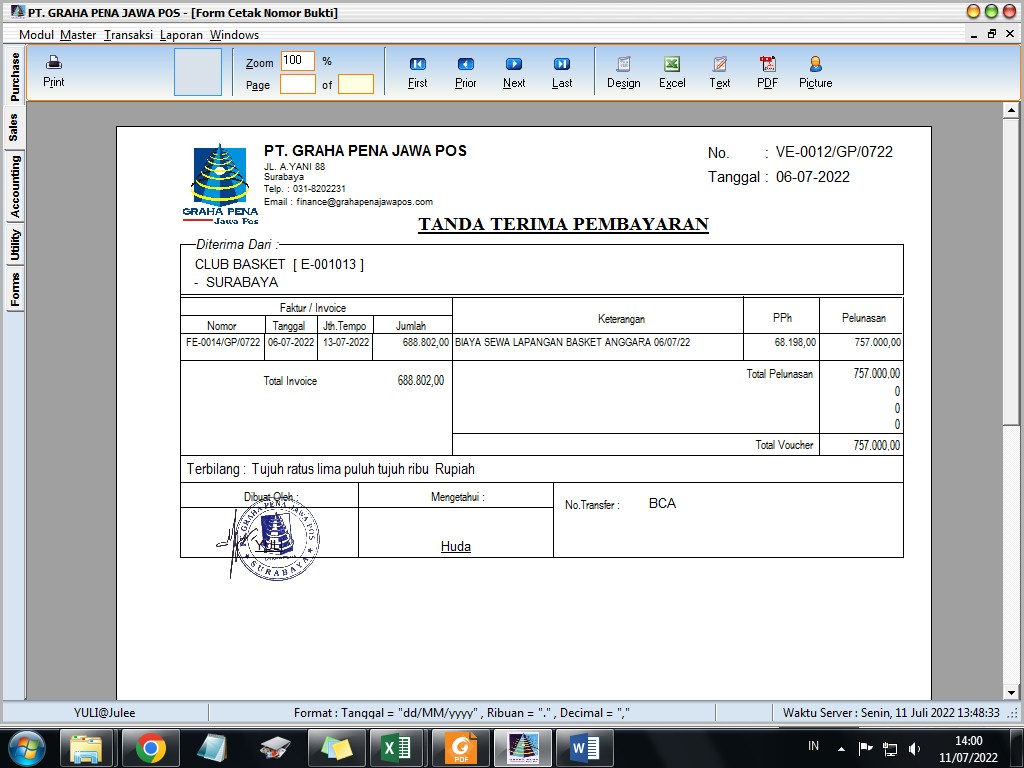 PT. GRAHA PENA JAWA POS - [Form Cetak Nomor Bukti]
Modul Master Transaksi Laporan Windows
Print
Zoom 100 %
Page of
First Prior Next Last Design Excel Text PDF Picture
Purchase
Sales
Accounting
Utility
Forms
GRAHA PENA
Jawa Pos
PT. GRAHA PENA JAWA POS
JL. A.YANI 88
Surabaya
Telp. : 031-8202231
Email : finance@grahapenajawapos.com
No. : VE-0012/GP/0722
Tanggal : 06-07-2022
TANDA TERIMA PEMBAYARAN
Diterima Dari :
CLUB BASKET [ E-001013 ]
- SURABAYA
Faktur / Invoice Keterangan PPh Pelunasan
Nomor Tanggal Jth.Tempo Jumlah
FE-0014/GP/0722 06-07-2022 13-07-2022 688.802,00 BIAYA SEWA LAPANGAN BASKET ANGGARA 06/07/22 68.198,00 757.000,00
Total Invoice 688.802,00 Total Pelunasan 757.000,00
0
0
0
Total Voucher 757.000,00
Terbilang : Tujuh ratus lima puluh tujuh ribu Rupiah
Dibuat Oleh : Mengetahui : No.Transfer : BCA
PT. GRAHA PENA JAWA POS
SURABAYA
YULI Huda
YULI@Julee Format : Tanggal = "dd/MM/yyyy" , Ribuan = "." , Decimal = "," Waktu Server : Senin, 11 Juli 2022 13:48:33
PDF
IN 14:00
11/07/2022